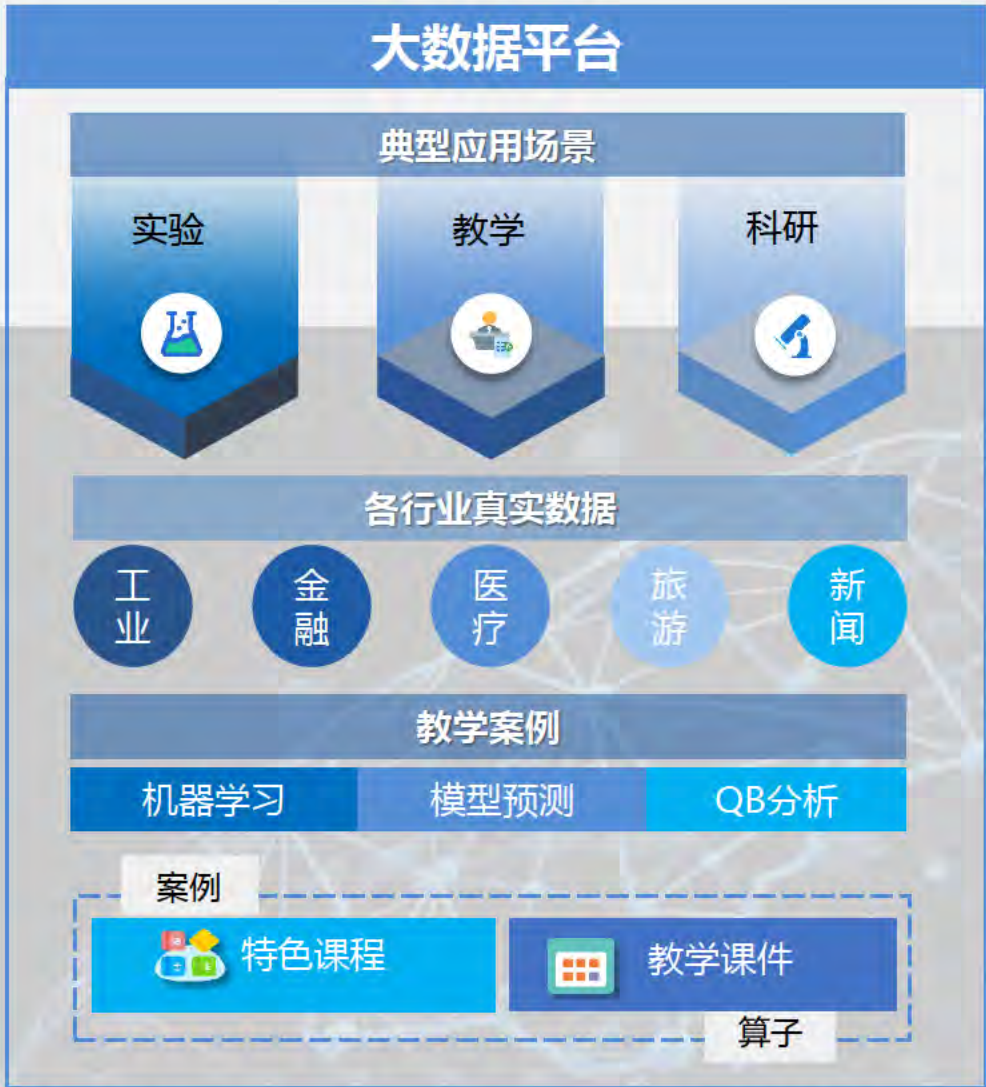 大数据平台
典型应用场景
实验
教学
科研
各行业真实数据
工业
金融
医疗
旅游
新闻
教学案例
机器学习
模型预测
QB分析
案例
特色课程
教学课件
算子